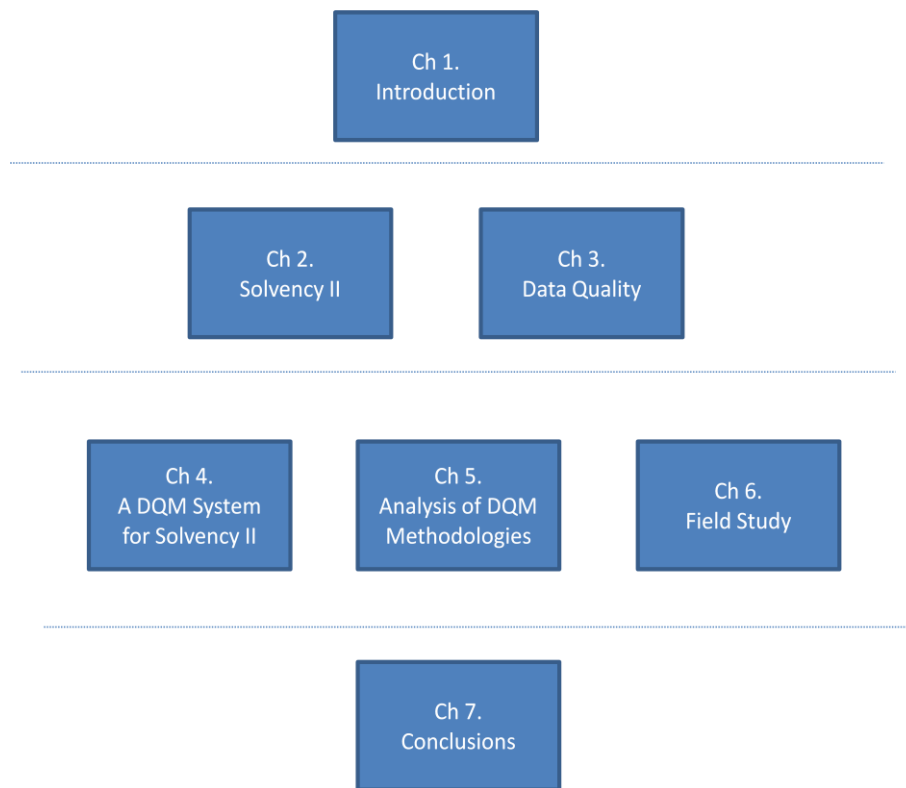 Ch 1.
Introduction
Ch 2.
Solvency II
Ch 3.
Data Quality
Ch 4.
A DQM System
for Solvency II
Ch 5.
Analysis of DQM
Methodologies
Ch 6.
Field Study
Ch 7.
Conclusions